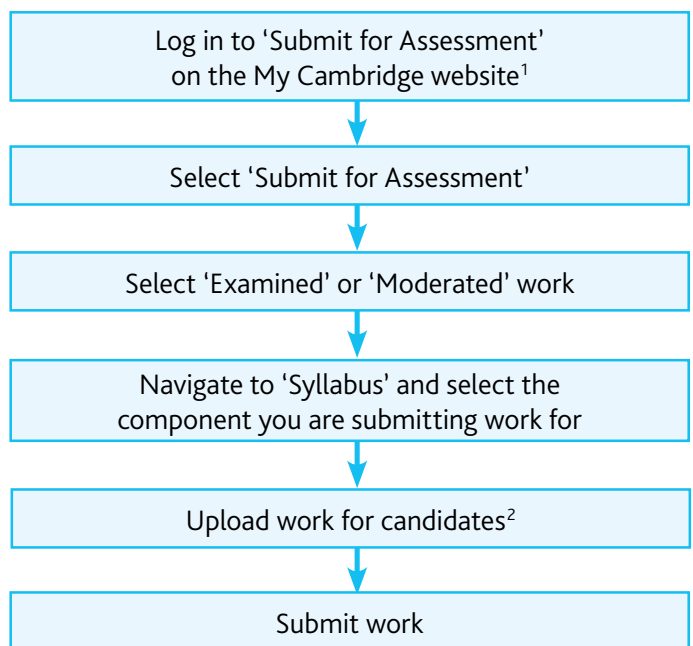 Log in to ‘Submit for Assessment’
on the My Cambridge website¹
Select ‘Submit for Assessment’
Select ‘Examined’ or ‘Moderated’ work
Navigate to ‘Syllabus’ and select the
component you are submitting work for
Upload work for candidates²
Submit work